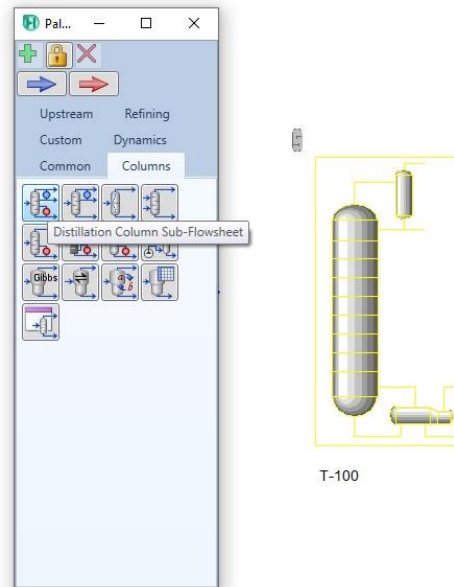 Pal...
Upstream Refining
Custom Dynamics
Common Columns
Distillation Column Sub-Flowsheet
Gibbs
T-100